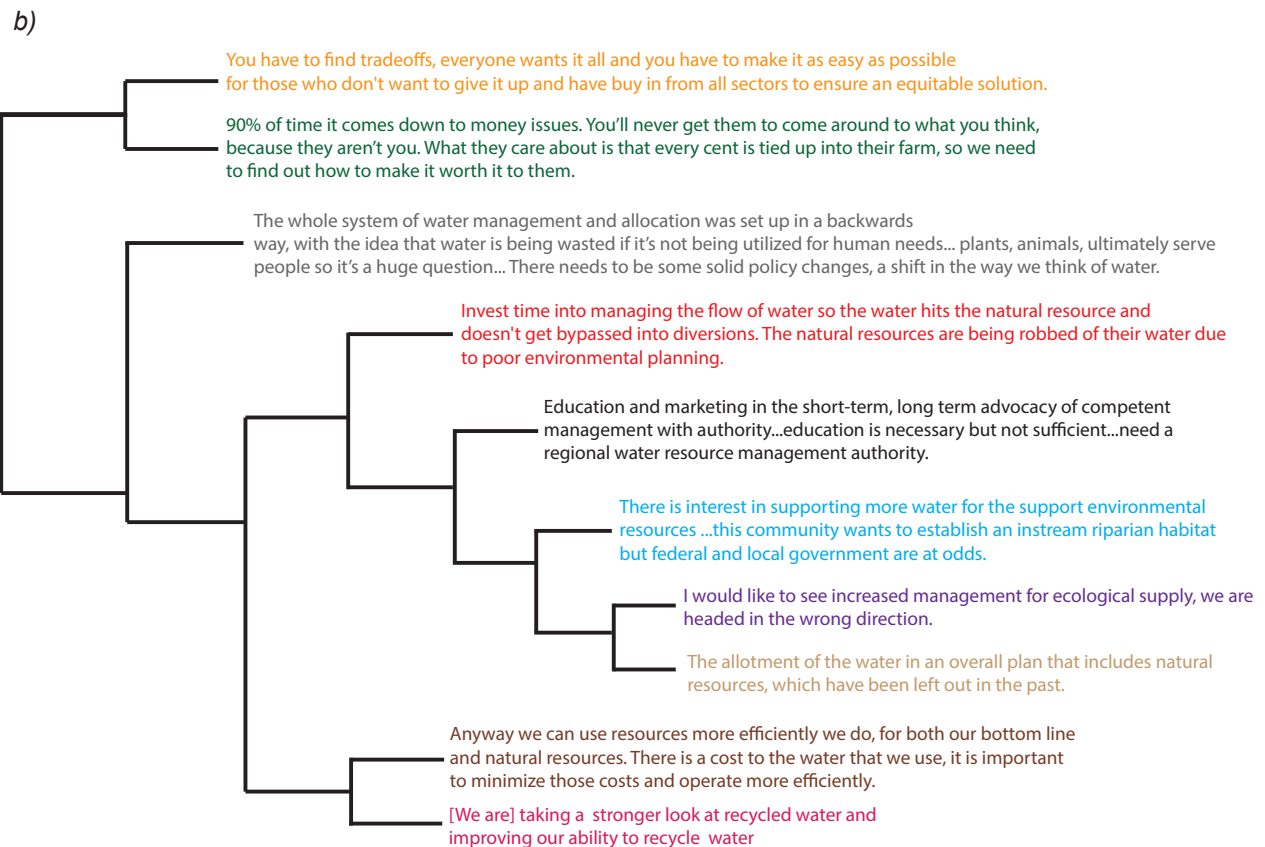 b)
You have to find tradeoffs, everyone wants it all and you have to make it as easy as possible
for those who don't want to give it up and have buy in from all sectors to ensure an equitable solution.
90% of time it comes down to money issues. You’ll never get them to come around to what you think,
because they aren’t you. What they care about is that every cent is tied up into their farm, so we need
to find out how to make it worth it to them.
The whole system of water management and allocation was set up in a backwards
way, with the idea that water is being wasted if it’s not being utilized for human needs... plants, animals, ultimately serve
people so it’s a huge question... There needs to be some solid policy changes, a shift in the way we think of water.
Invest time into managing the flow of water so the water hits the natural resource and
doesn't get bypassed into diversions. The natural resources are being robbed of their water due
to poor environmental planning.
Education and marketing in the short-term, long term advocacy of competent
management with authority...education is necessary but not sufficient...need a
regional water resource management authority.
There is interest in supporting more water for the support environmental
resources ...this community wants to establish an instream riparian habitat
but federal and local government are at odds.
I would like to see increased management for ecological supply, we are
headed in the wrong direction.
The allotment of the water in an overall plan that includes natural
resources, which have been left out in the past.
Anyway we can use resources more efficiently we do, for both our bottom line
and natural resources. There is a cost to the water that we use, it is important
to minimize those costs and operate more efficiently.
[We are] taking a stronger look at recycled water and
improving our ability to recycle water